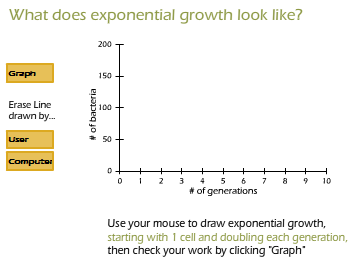 What does exponential growth look like?
Graph
Erase Line
drawn by...
User
Computer
# of bacteria
200
150
100
50
0
0 1 2 3 4 5 6 7 8 9 10
# of generations
Use your mouse to draw exponential growth,
starting with 1 cell and doubling each generation,
then check your work by clicking "Graph"